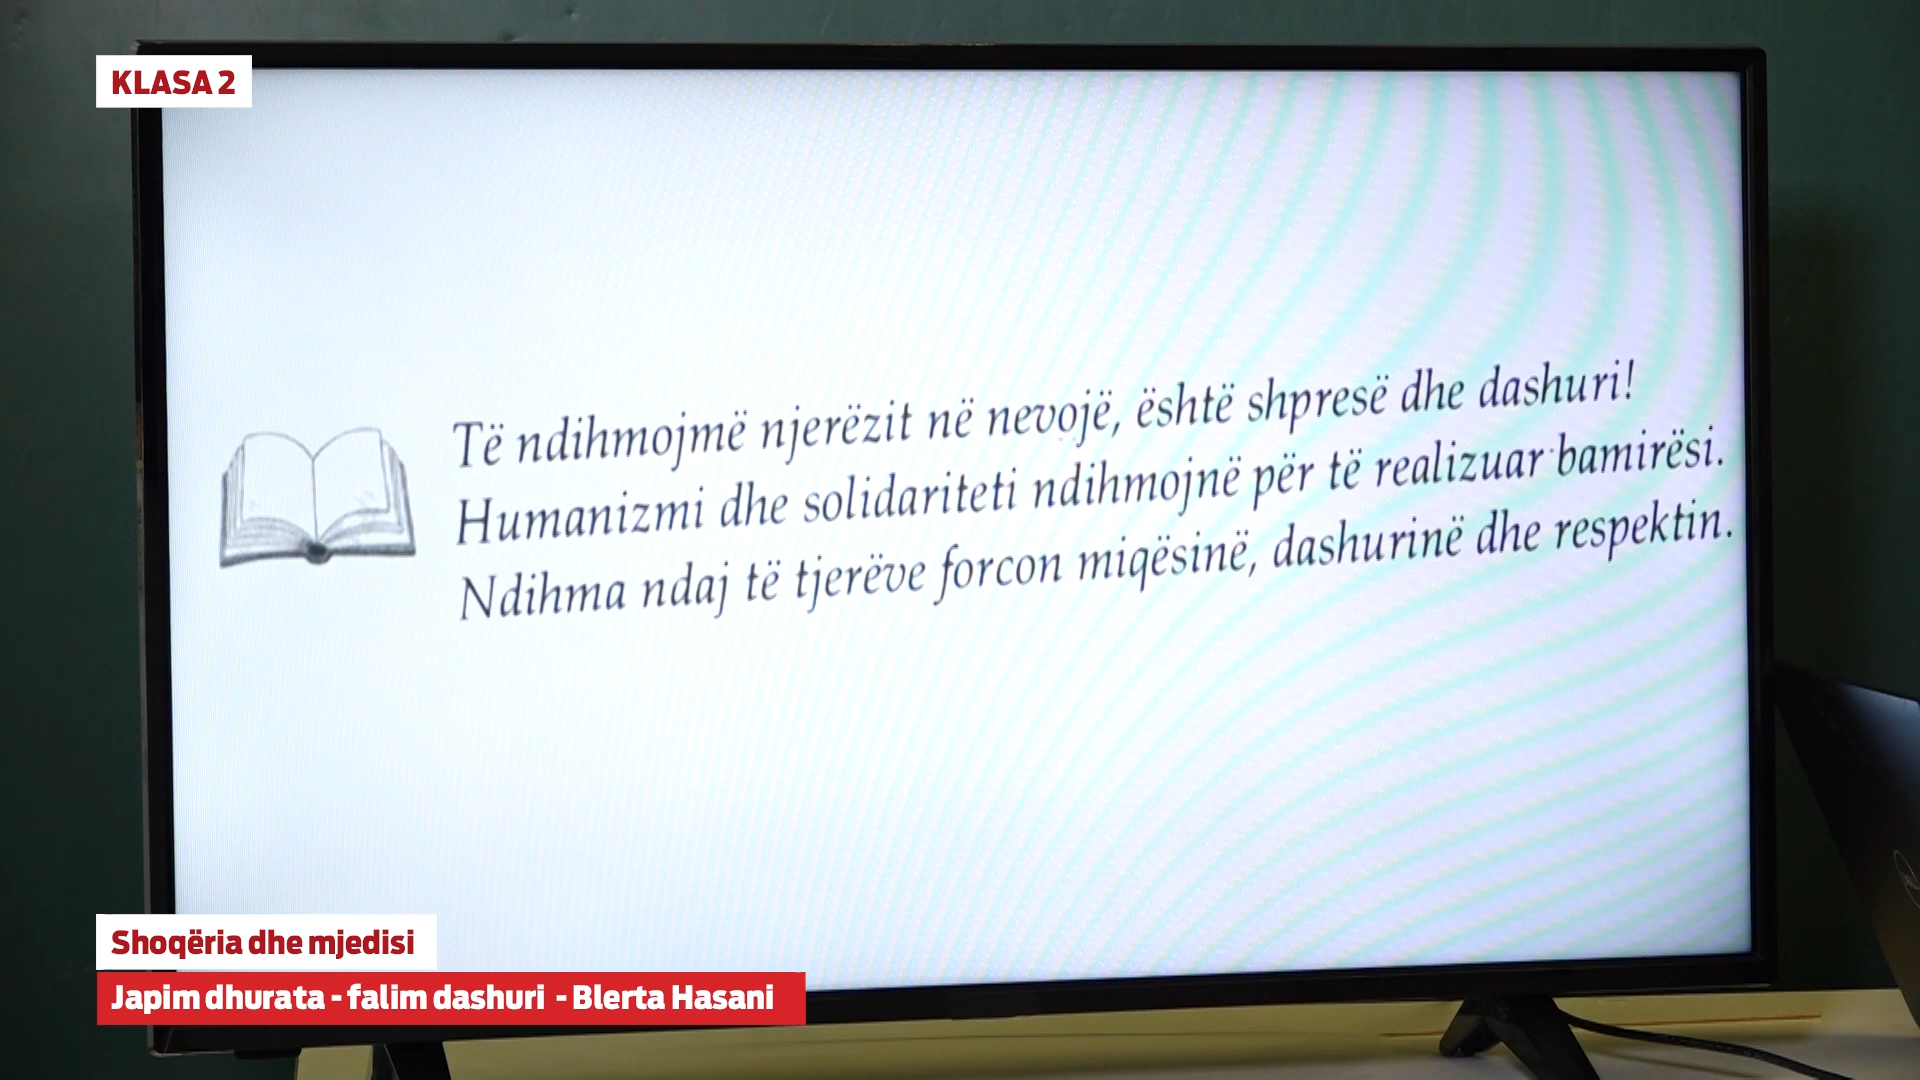 KLASA 2
Të ndihmojmë njerëzit në nevojë, është shpresë dhe dashuri!
Humanizmi dhe solidariteti ndihmojnë për të realizuar bamirësi.
Ndihma ndaj të tjerëve forcon miqësinë, dashurinë dhe respektin.
Shoqëria dhe mjedisi
Japim dhurata - falim dashuri - Blerta Hasani